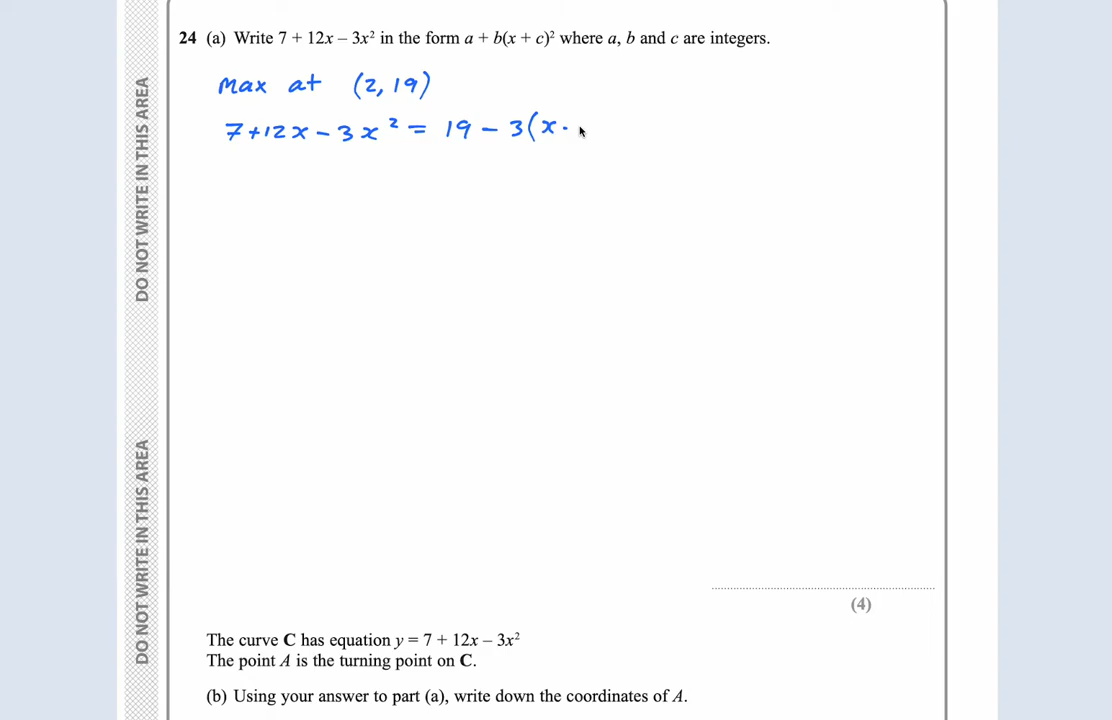 24 (a) Write 7 + 12x – 3x² in the form a + b(x + c)² where a, b and c are integers.
Max at (2, 19)
7+12x – 3x² = 19 – 3(x -
DO NOT WRITE IN THIS AREA
DO NOT WRITE IN THIS AREA
(4)
The curve C has equation y = 7 + 12x – 3x²
The point A is the turning point on C.
(b) Using your answer to part (a), write down the coordinates of A.